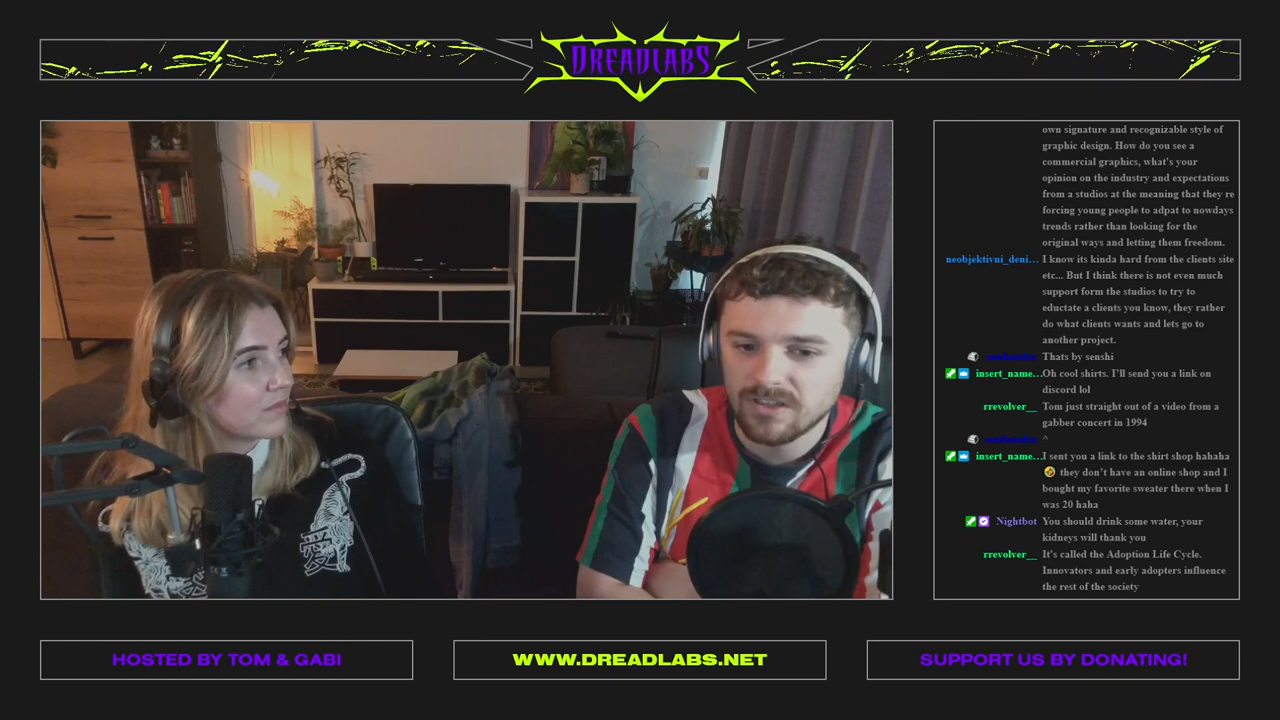 DREADLABS
own signature and recognizable style of
graphic design. How do you see a
commercial graphics, what's your
opinion on the industry and expectations
from a studios at the meaning that they re
forcing young people to adpat to nowdays
trends rather than looking for the
original ways and letting them freedom.
neobjektivni_deni... I know its kinda hard from the clients site
etc... But I think there is not even much
support form the studios to try to
eductate a clients you know, they rather
do what clients wants and lets go to
another project.
Thats by senshi
insert_name... Oh cool shirts. I'll send you a link on
discord lol
rrevolver__ Tom just straight out of a video from a
gabber concert in 1994
^
insert_name... I sent you a link to the shirt shop hahaha
🤣 they don't have an online shop and I
bought my favorite sweater there when I
was 20 haha
Nightbot You should drink some water, your
kidneys will thank you
rrevolver__ It's called the Adoption Life Cycle.
Innovators and early adopters influence
the rest of the society
HOSTED BY TOM & GABI
WWW.DREADLABS.NET
SUPPORT US BY DONATING!